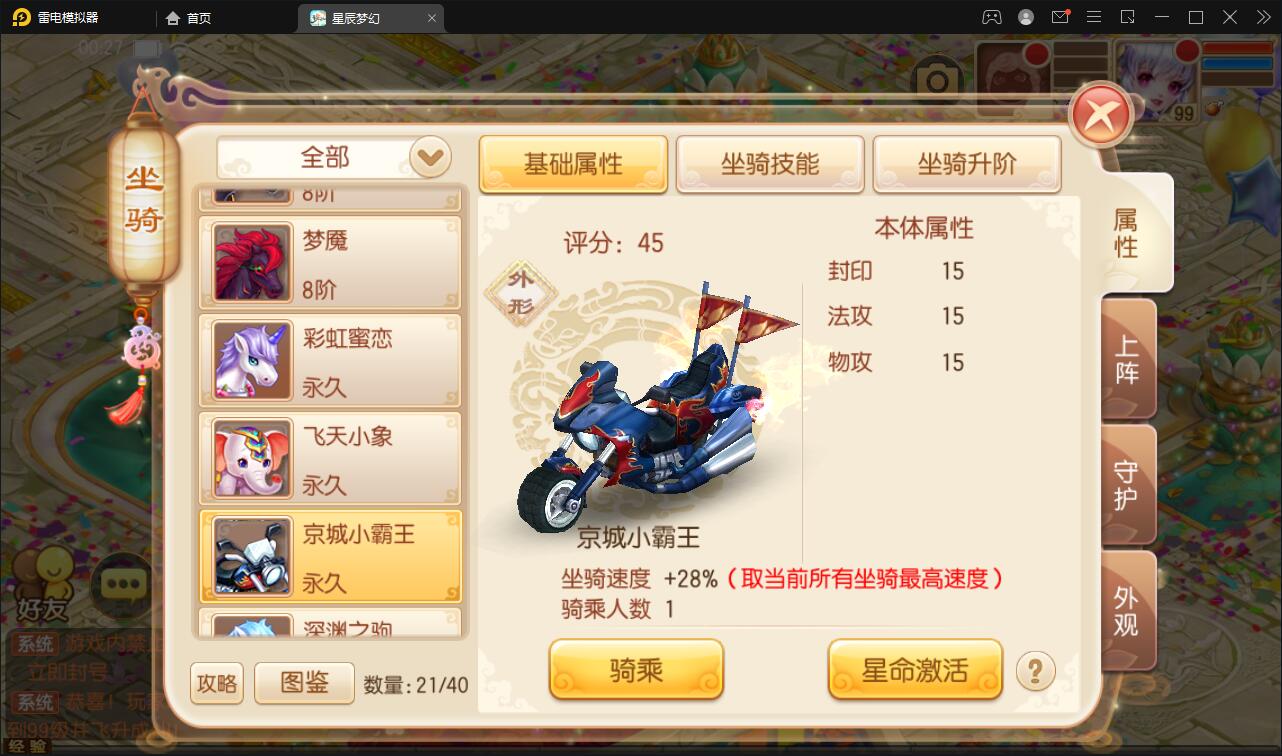 雷电模拟器
首页
星辰梦幻
00:27
99
坐骑
全部
基础属性
坐骑技能
坐骑升阶
8阶
梦魇
8阶
彩虹蜜恋
永久
飞天小象
永久
京城小霸王
永久
深渊之驹
攻略
图鉴
数量:21/40
评分：45
外形
本体属性
封印 15
法攻 15
物攻 15
京城小霸王
坐骑速度 +28%（取当前所有坐骑最高速度）
骑乘人数 1
骑乘
星命激活
?
属性
上阵
守护
外观
好友
系统 游戏内禁止
立即封号
系统 恭喜！玩家
到99级并飞升成
经验